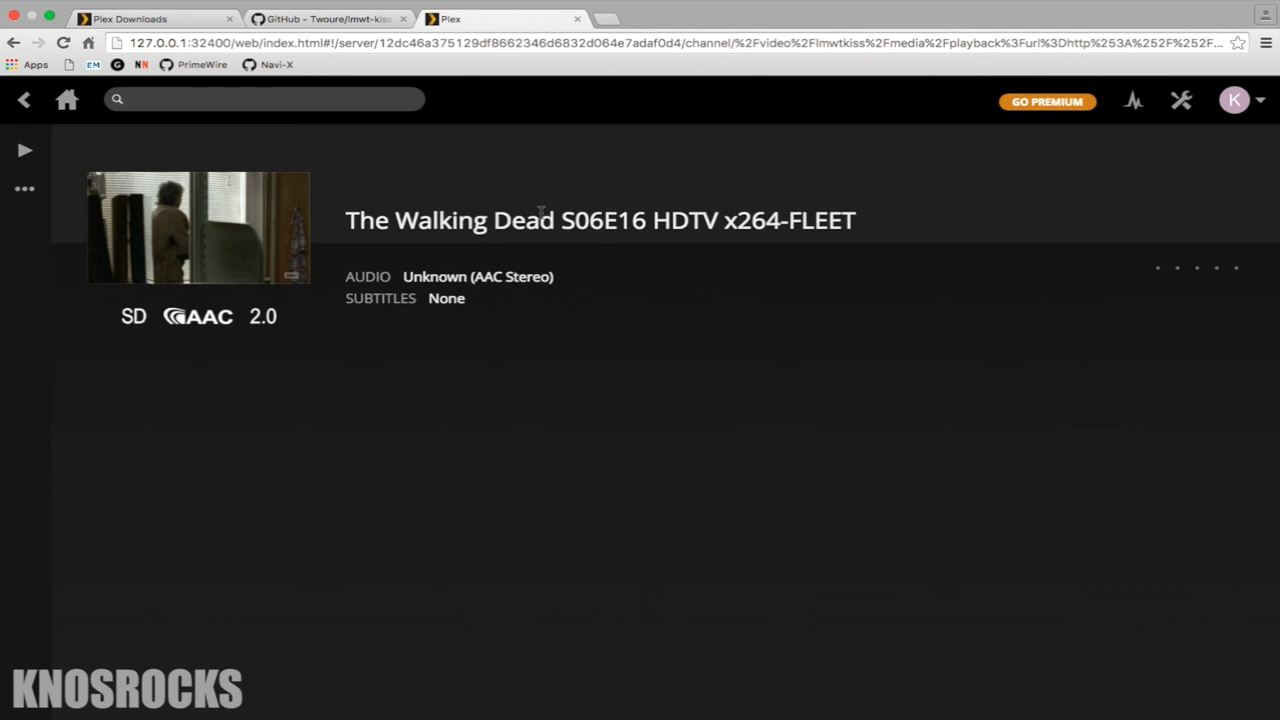 Plex Downloads
GitHub - Twoure/lmwt-kiss
Plex
127.0.0.1:32400/web/index.html#!/server/12dc46a375129df8662346d6832d064e7adaf0d4/channel/%2Fvideo%2Flmwtkiss%2Fmedia%2Fplayback%3Furl%3Dhttp%253A%252F%252F...
Apps
EM
G
NN
PrimeWire
Navi-X
GO PREMIUM
K
The Walking Dead S06E16 HDTV x264-FLEET
AUDIO Unknown (AAC Stereo)
SUBTITLES None
SD AAC 2.0
KNOSROCKS